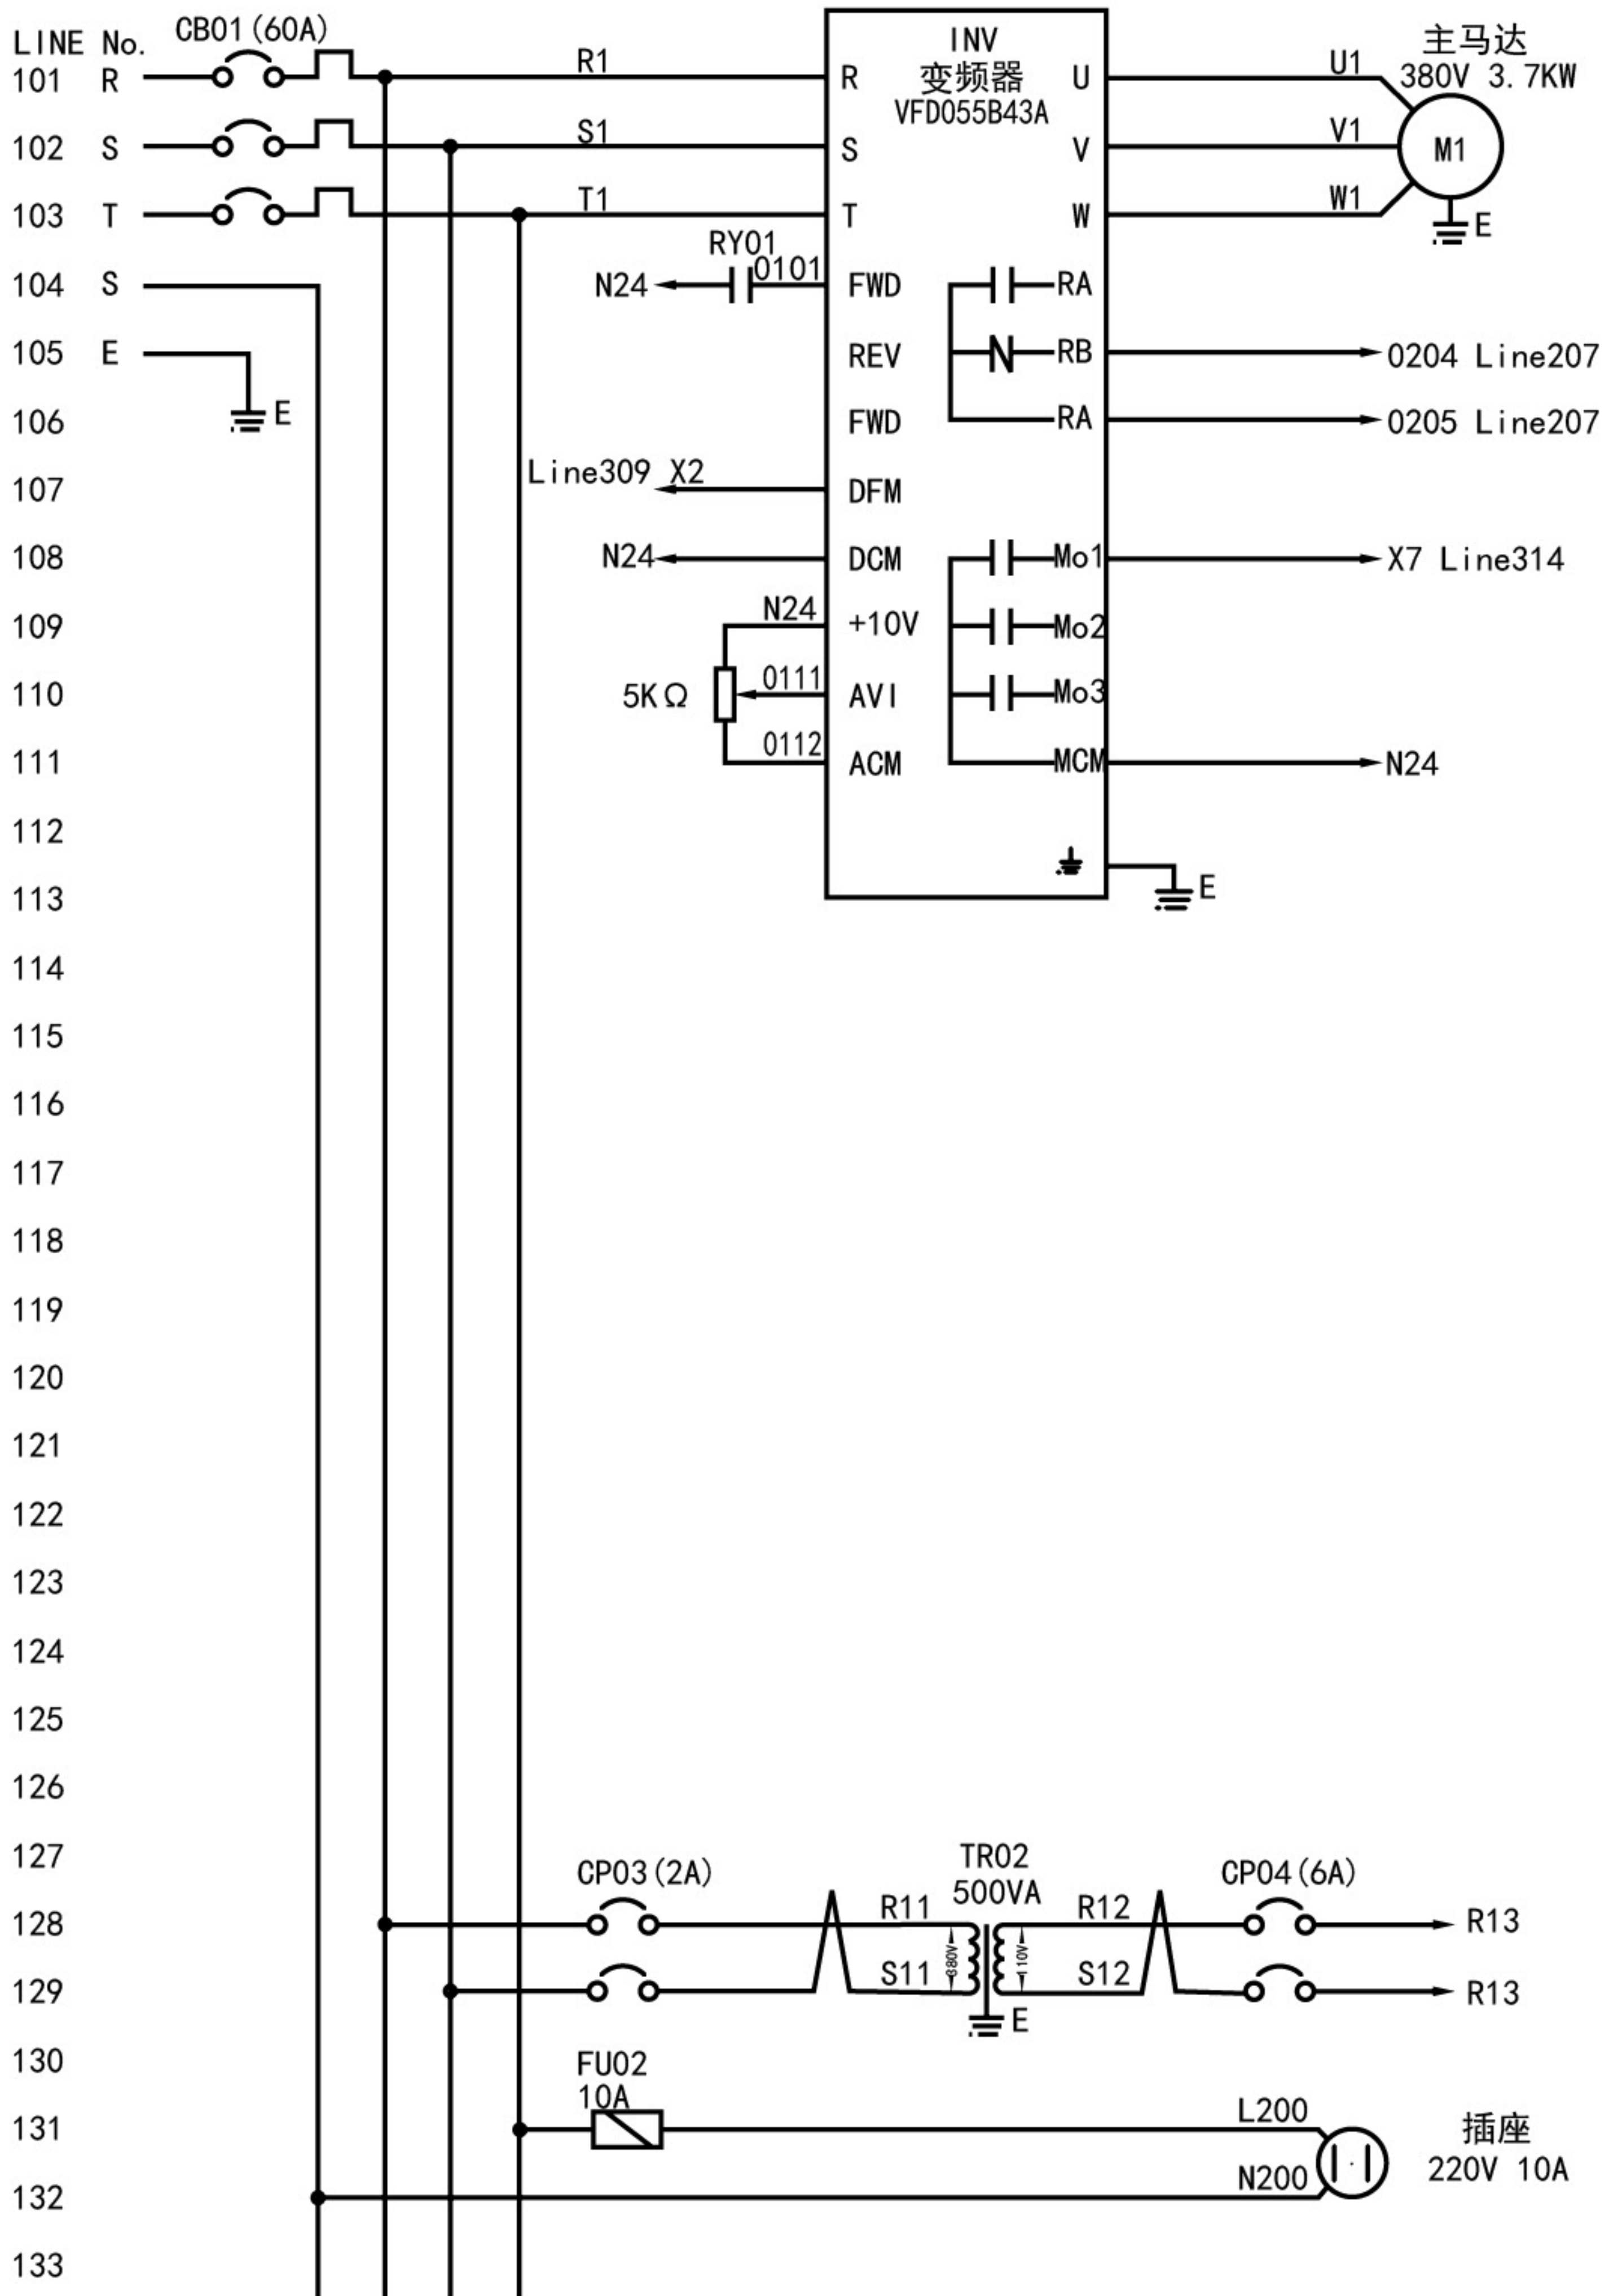 LINE No.
CB01(60A)
101 R
R1
R
INV
变频器
VFD055B43A
U
U1
主马达
380V 3.7KW
102 S
S1
S
V
V1
M1
103 T
T1
T
W
W1
E
104 S
N24
RY01
0101
FWD
RA
105 E
REV
RB
0204 Line207
E
106
FWD
RA
0205 Line207
107
Line309 X2
DFM
108
N24
DCM
Mo1
X7 Line314
109
N24
+10V
Mo2
110
5KΩ
0111
AVI
Mo3
111
0112
ACM
MCM
N24
112
113
E
114
115
116
117
118
119
120
121
122
123
124
125
126
127
CP03(2A)
TR02
500VA
CP04(6A)
128
R11
R12
R13
380V
110V
129
S11
S12
R13
E
130
FU02
10A
131
L200
插座
220V 10A
132
N200
133